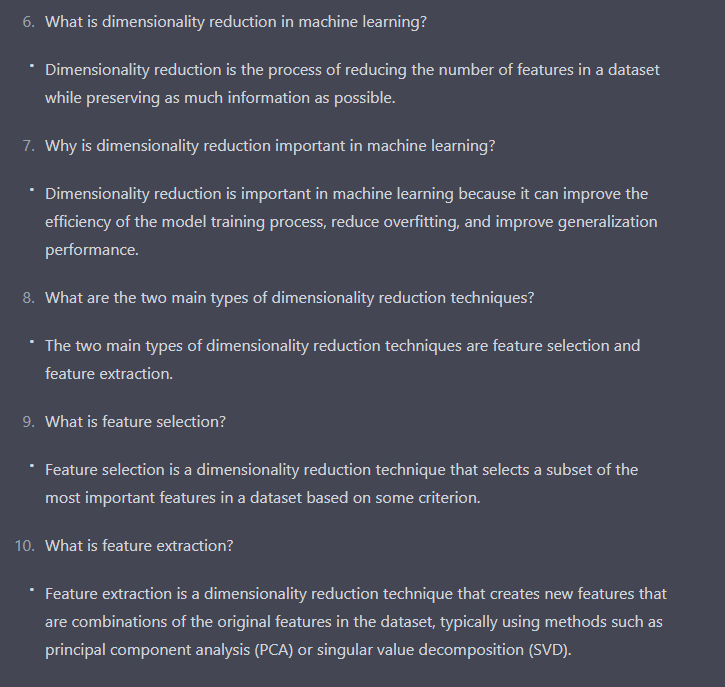 6. What is dimensionality reduction in machine learning?
• Dimensionality reduction is the process of reducing the number of features in a dataset
while preserving as much information as possible.
7. Why is dimensionality reduction important in machine learning?
• Dimensionality reduction is important in machine learning because it can improve the
efficiency of the model training process, reduce overfitting, and improve generalization
performance.
8. What are the two main types of dimensionality reduction techniques?
• The two main types of dimensionality reduction techniques are feature selection and
feature extraction.
9. What is feature selection?
• Feature selection is a dimensionality reduction technique that selects a subset of the
most important features in a dataset based on some criterion.
10. What is feature extraction?
• Feature extraction is a dimensionality reduction technique that creates new features that
are combinations of the original features in the dataset, typically using methods such as
principal component analysis (PCA) or singular value decomposition (SVD).